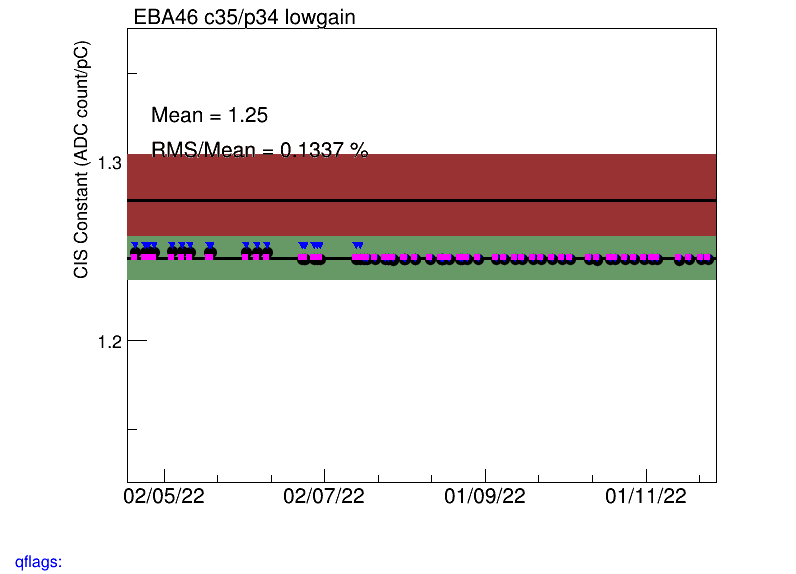 EBA46 c35/p34 lowgain
CIS Constant (ADC count/pC)
Mean = 1.25
RMS/Mean = 0.1337 %
1.3
1.2
02/05/22
02/07/22
01/09/22
01/11/22
qflags: